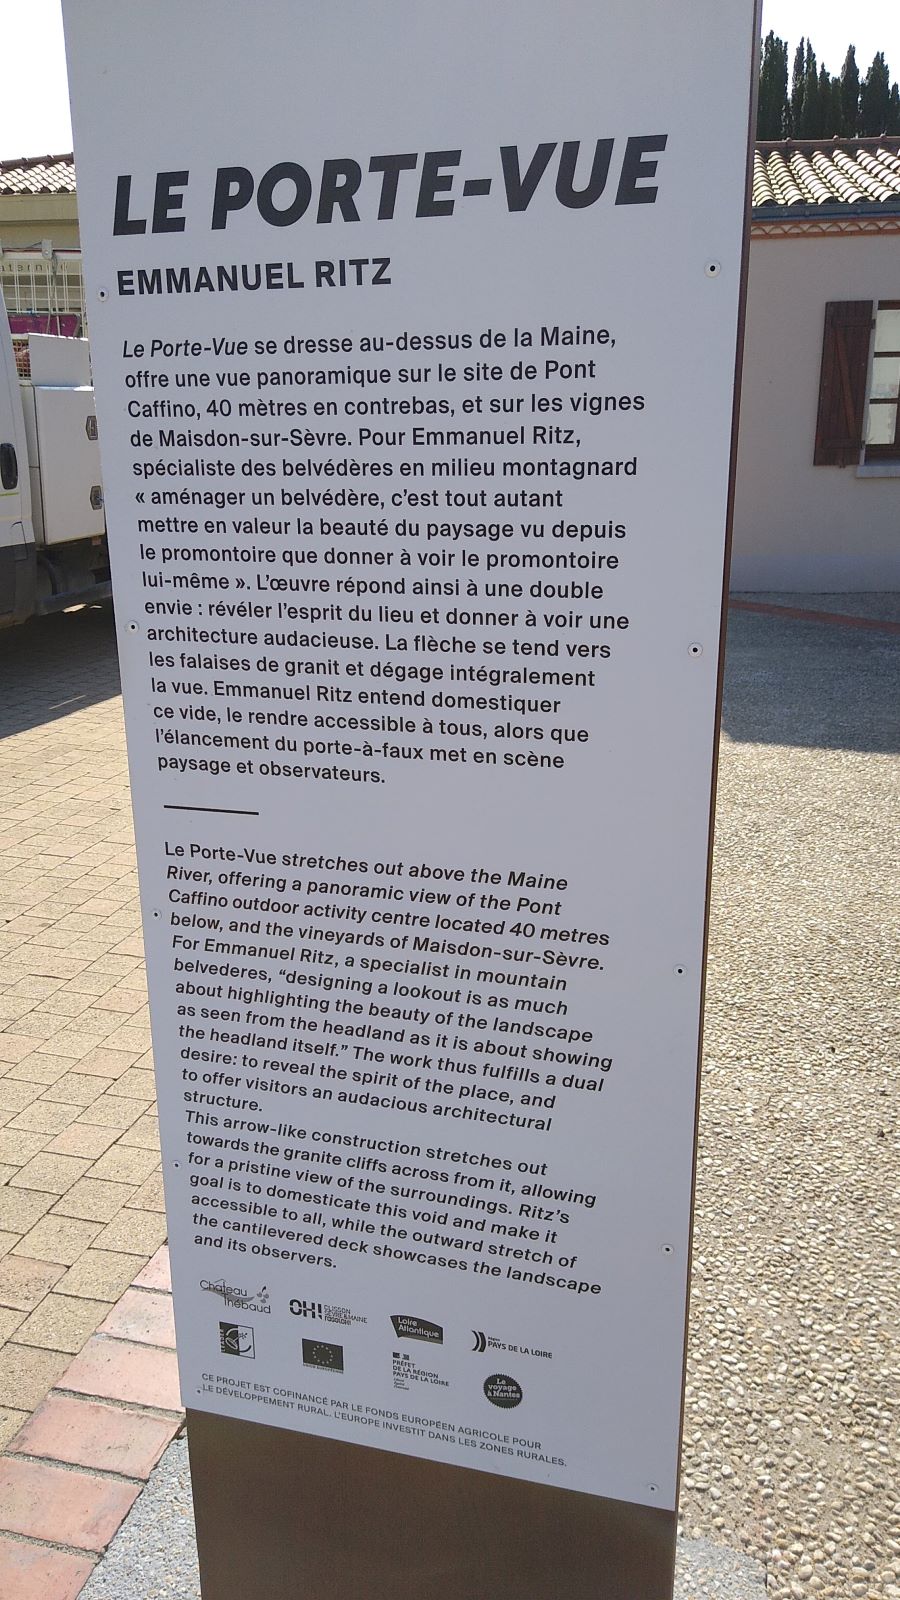 LE PORTE-VUE
EMMANUEL RITZ
Le Porte-Vue se dresse au-dessus de la Maine,
offre une vue panoramique sur le site de Pont
Caffino, 40 mètres en contrebas, et sur les vignes
de Maisdon-sur-Sèvre. Pour Emmanuel Ritz,
spécialiste des belvédères en milieu montagnard
« aménager un belvédère, c'est tout autant
mettre en valeur la beauté du paysage vu depuis
le promontoire que donner à voir le promontoire
lui-même ». L'œuvre répond ainsi à une double
envie : révéler l'esprit du lieu et donner à voir une
architecture audacieuse. La flèche se tend vers
les falaises de granit et dégage intégralement
la vue. Emmanuel Ritz entend domestiquer
ce vide, le rendre accessible à tous, alors que
l'élancement du porte-à-faux met en scène
paysage et observateurs.
Le Porte-Vue stretches out above the Maine
River, offering a panoramic view of the Pont
Caffino outdoor activity centre located 40 metres
below, and the vineyards of Maisdon-sur-Sèvre.
For Emmanuel Ritz, a specialist in mountain
belvederes, "designing a lookout is as much
about highlighting the beauty of the landscape
as seen from the headland as it is about showing
the headland itself." The work thus fulfills a dual
desire: to reveal the spirit of the place, and
to offer visitors an audacious architectural
structure.
This arrow-like construction stretches out
towards the granite cliffs across from it, allowing
for a pristine view of the surroundings. Ritz's
goal is to domesticate this void and make it
accessible to all, while the outward stretch of
the cantilevered deck showcases the landscape
and its observers.
Château
Thébaud
OH! CLISSON
SÈVRE & MAINE
Loire
Atlantique
PAYS DE LA LOIRE
PRÉFET
DE LA RÉGION
PAYS DE LA LOIRE
Le
voyage
à Nantes
CE PROJET EST COFINANCÉ PAR LE FONDS EUROPÉEN AGRICOLE POUR
LE DÉVELOPPEMENT RURAL. L'EUROPE INVESTIT DANS LES ZONES RURALES.